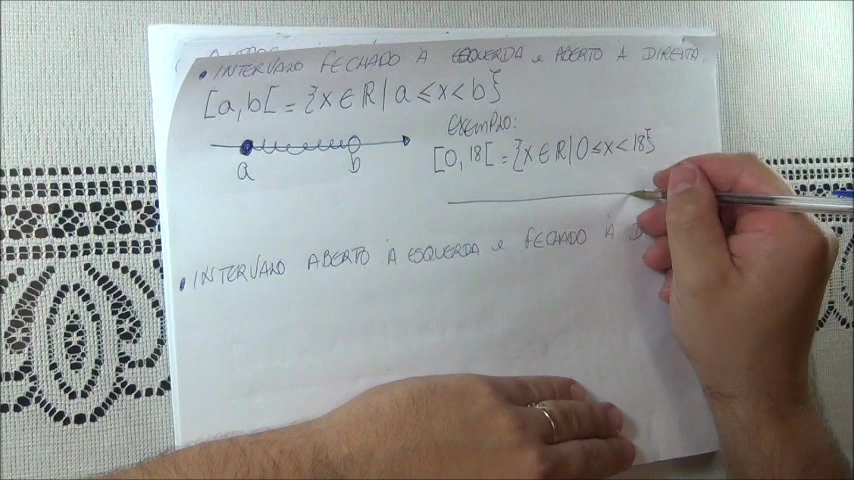 • INTERVALO FECHADO À ESQUERDA e ABERTO À DIREITA.
[a,b[ = {x ∈ R | a ≤ x < b}
a b
EXEMPLO:
[0,18[ = {x ∈ R | 0 ≤ x < 18}
• INTERVALO ABERTO À ESQUERDA e FECHADO À